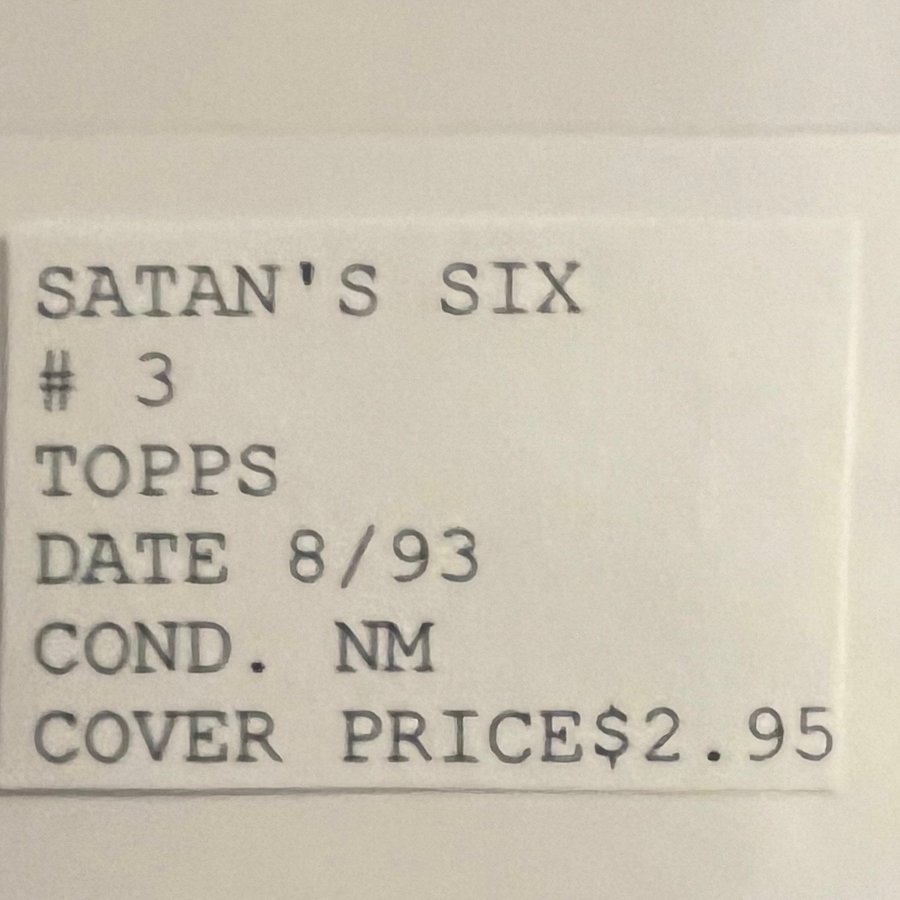 SATAN'S SIX
# 3
TOPPS
DATE 8/93
COND. NM
COVER PRICE$2.95